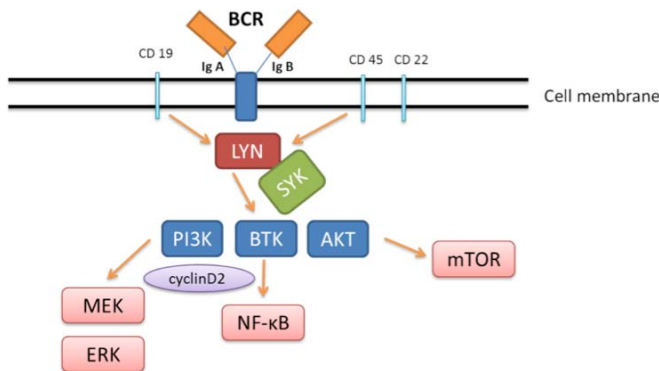 BCR
CD 19
Ig A
Ig B
CD 45
CD 22
Cell membrane
LYN
SYK
PI3K
BTK
AKT
mTOR
cyclinD2
MEK
NF-κB
ERK